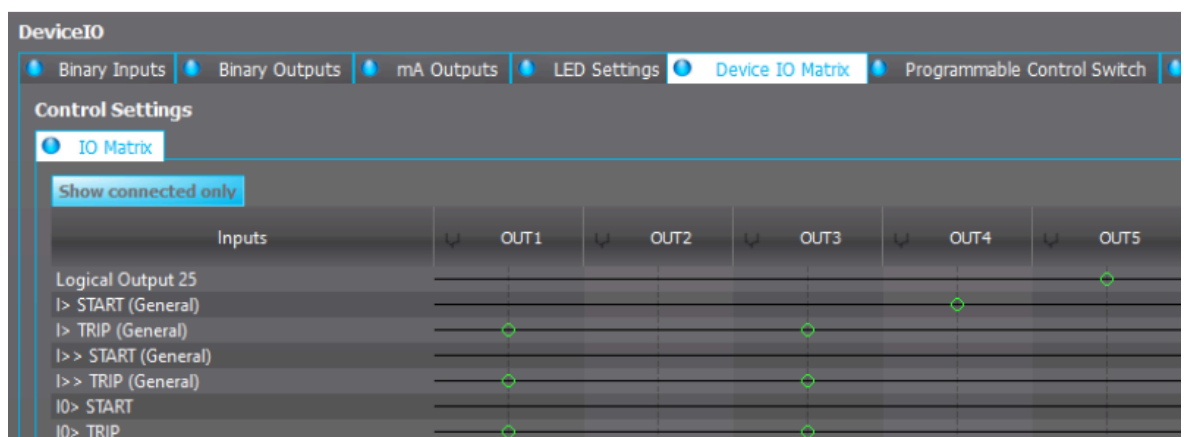 DeviceIO
Binary Inputs Binary Outputs mA Outputs LED Settings Device IO Matrix Programmable Control Switch
Control Settings
IO Matrix
Show connected only
Inputs OUT1 OUT2 OUT3 OUT4 OUT5
Logical Output 25
I> START (General)
I> TRIP (General)
I>> START (General)
I>> TRIP (General)
I0> START
I0> TRIP